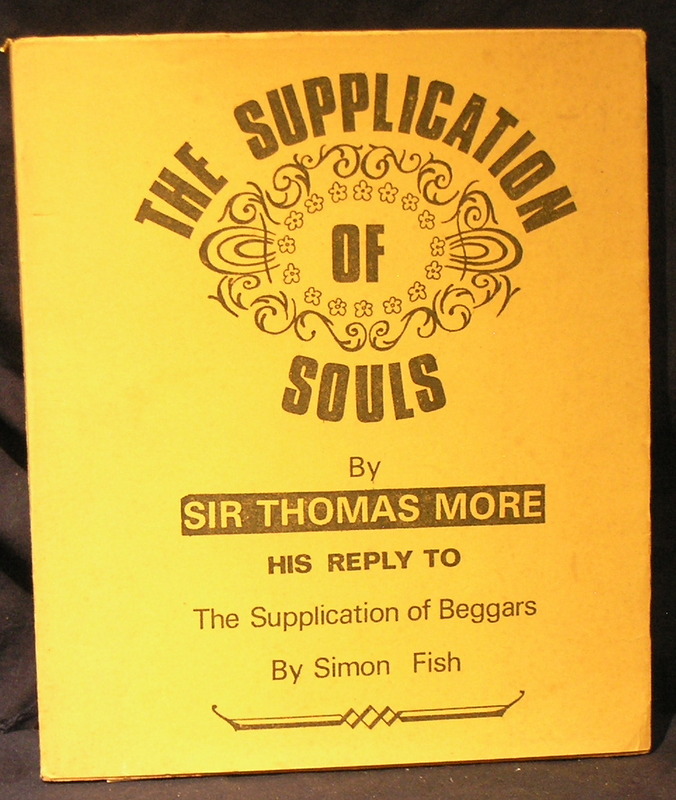 THE SUPPLICATION
OF
SOULS
By
SIR THOMAS MORE
HIS REPLY TO
The Supplication of Beggars
By Simon Fish